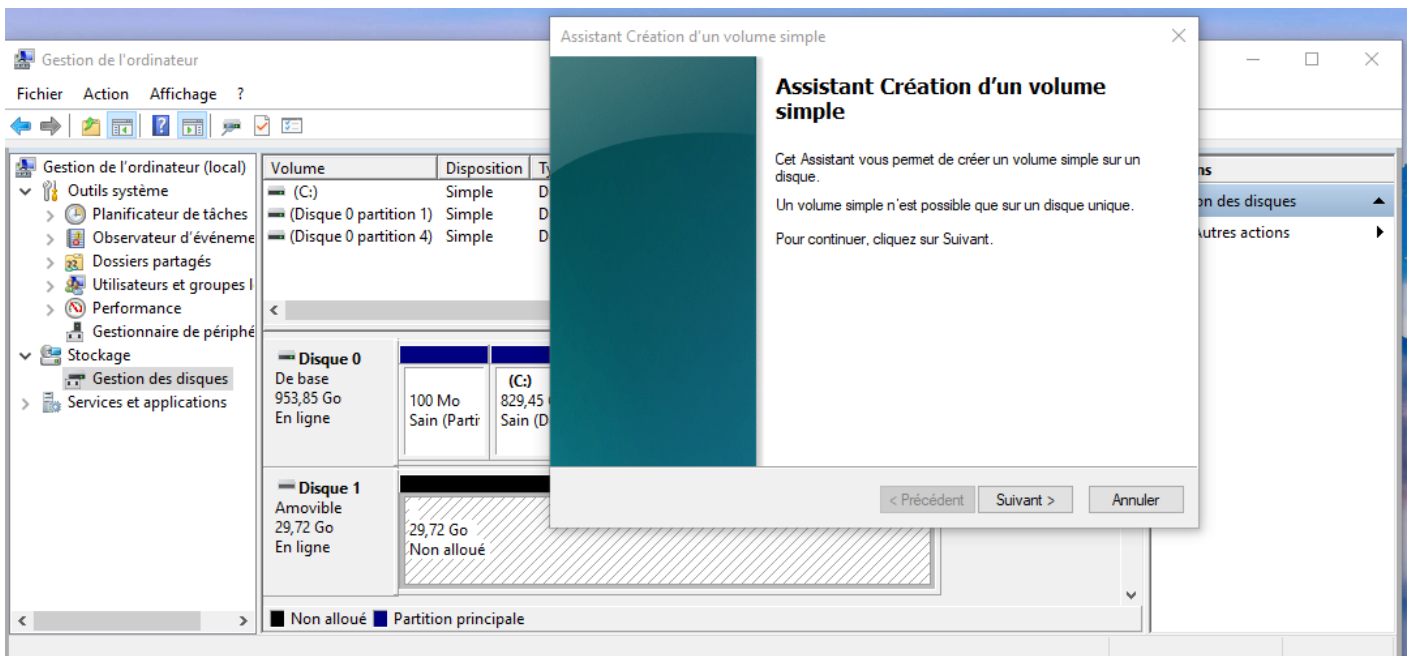 Assistant Création d'un volume simple
Gestion de l'ordinateur
Fichier Action Affichage ?
Assistant Création d'un volume
simple
Cet Assistant vous permet de créer un volume simple sur un
disque.
Un volume simple n'est possible que sur un disque unique.
Pour continuer, cliquez sur Suivant.
< Précédent
Suivant >
Annuler
Gestion de l'ordinateur (local)
Outils système
Planificateur de tâches
Observateur d'événeme
Dossiers partagés
Utilisateurs et groupes l
Performance
Gestionnaire de périphé
Stockage
Gestion des disques
Services et applications
Volume Disposition Ty
(C:) Simple D
(Disque 0 partition 1) Simple D
(Disque 0 partition 4) Simple D
Disque 0
De base
953,85 Go
En ligne
100 Mo
Sain (Parti
(C:)
829,45
Sain (D
Disque 1
Amovible
29,72 Go
En ligne
29,72 Go
Non alloué
Non alloué Partition principale
ns
on des disques
Autres actions